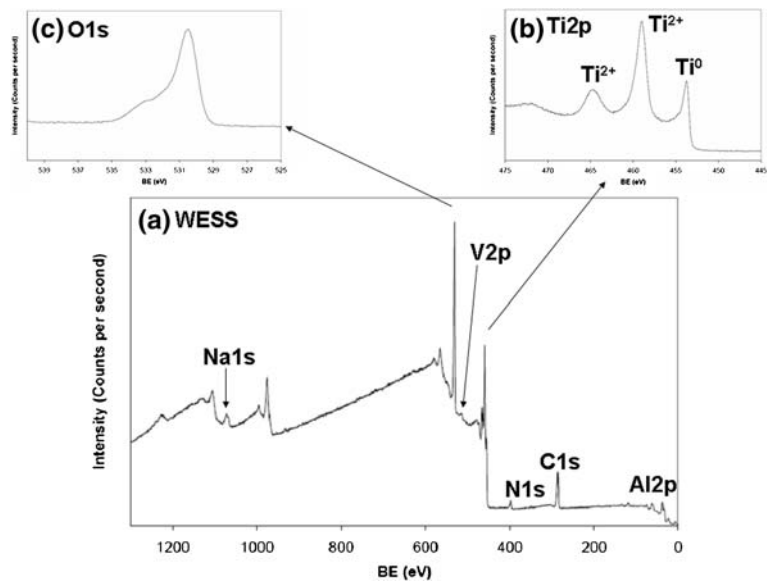 (c) O1s
Intensity (Counts per second)
539 537 535 533 531 529 527 525
BE (eV)
(b) Ti2p
Ti²⁺
Ti²⁺
Ti⁰
Intensity (Counts per second)
475 470 465 460 455 450 445
BE (eV)
(a) WESS
V2p
Na1s
N1s
C1s
Al2p
Intensity (Counts per second)
1200 1000 800 600 400 200 0
BE (eV)